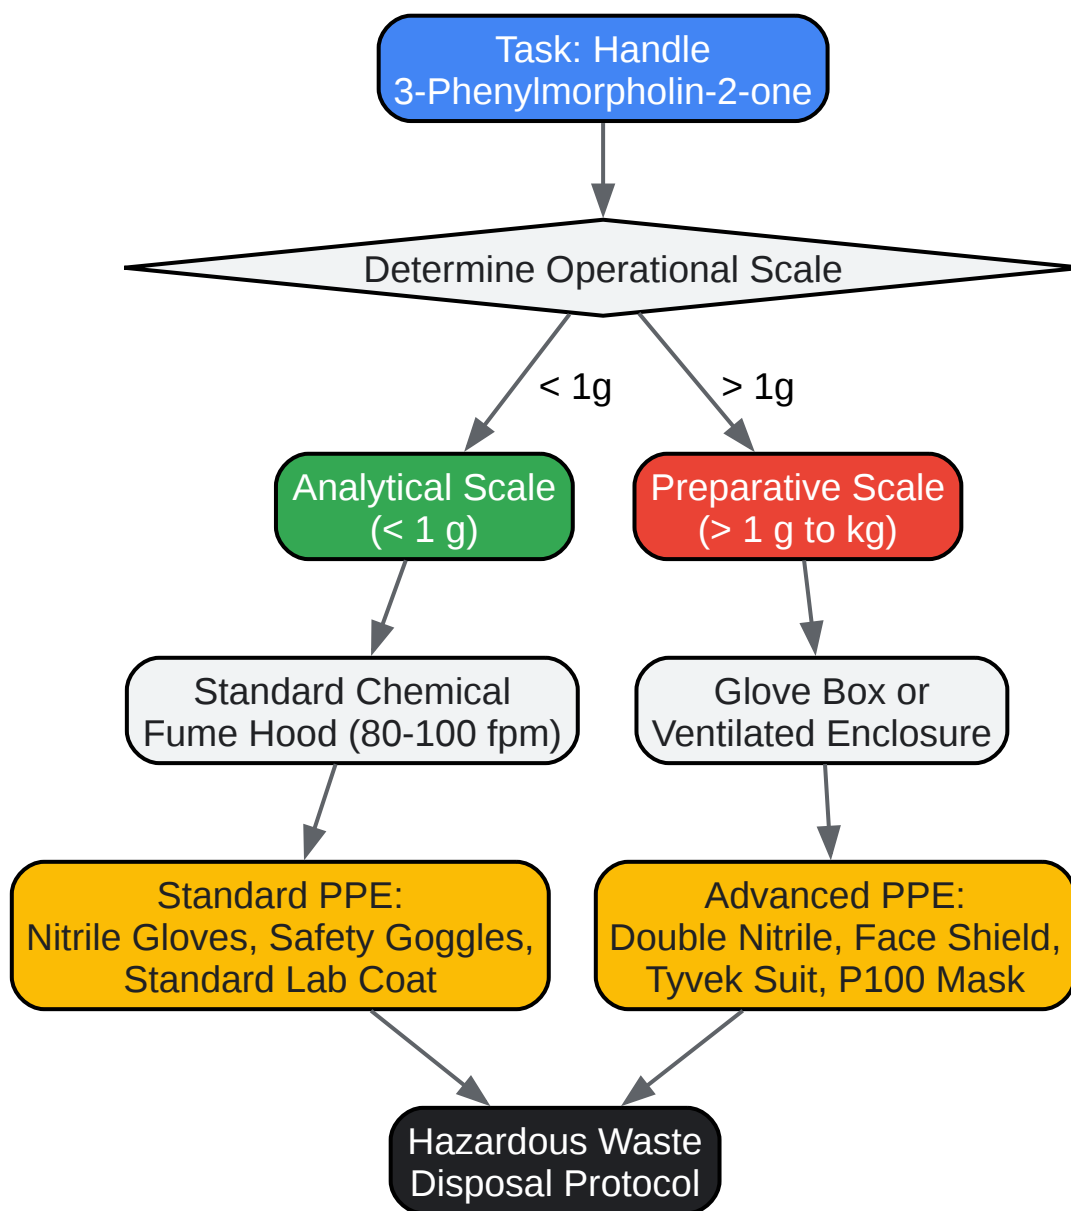 Task: Handle
3-Phenylmorpholin-2-one
Determine Operational Scale
< 1g
> 1g
Analytical Scale
(< 1 g)
Preparative Scale
(> 1 g to kg)
Standard Chemical
Fume Hood (80-100 fpm)
Glove Box or
Ventilated Enclosure
Standard PPE:
Nitrile Gloves, Safety Goggles,
Standard Lab Coat
Advanced PPE:
Double Nitrile, Face Shield,
Tyvek Suit, P100 Mask
Hazardous Waste
Disposal Protocol